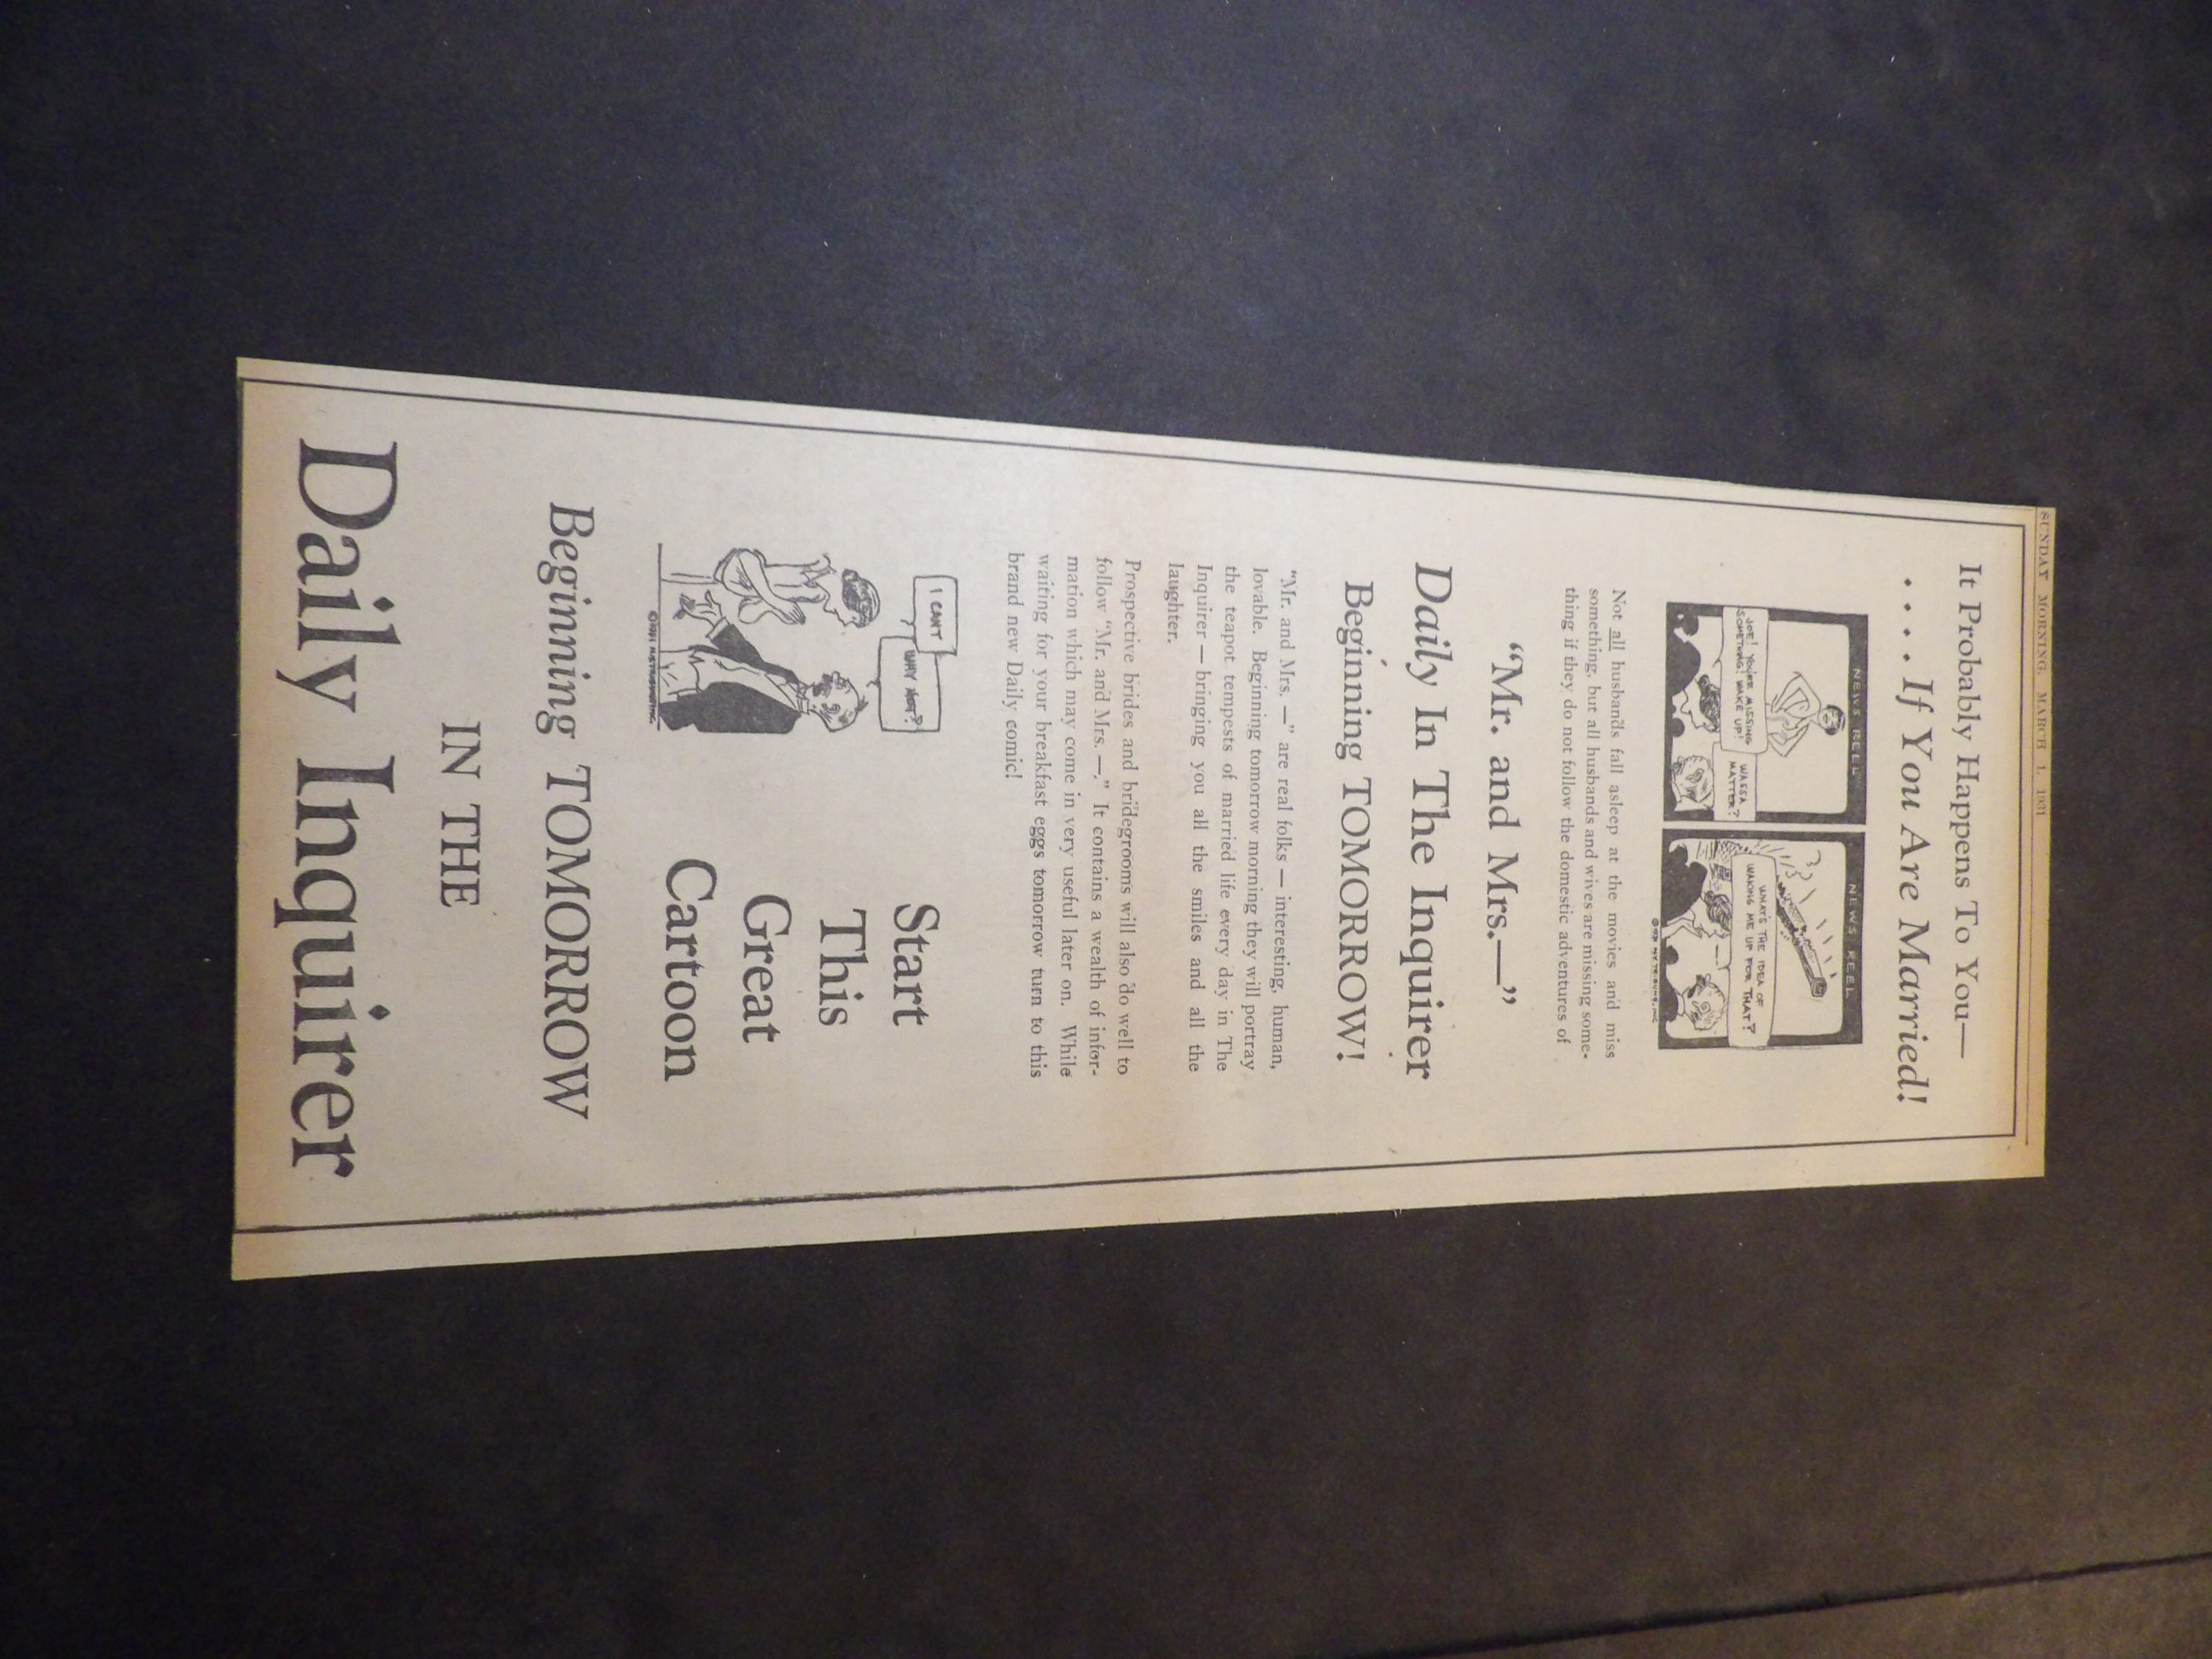 SUNDAY MORNING, MARCH 1, 1931
It Probably Happens To You—
. . . . If You Are Married!
NEWS REEL
JOE! YOU'RE MISSING
SOMETHING! WAKE UP!
WASSA
MATTER?
NEWS REEL
WHAT'S THE IDEA OF
WAKING ME UP FOR THAT?
Not all husbands fall asleep at the movies and miss
something, but all husbands and wives are missing some-
thing if they do not follow the domestic adventures of
“Mr. and Mrs.—”
Daily In The Inquirer
Beginning TOMORROW!
“Mr. and Mrs. —” are real folks — interesting, human,
lovable. Beginning tomorrow morning they will portray
the teapot tempests of married life every day in The
Inquirer — bringing you all the smiles and all the
laughter.
Prospective brides and bridegrooms will also do well to
follow “Mr. and Mrs. —.” It contains a wealth of infor-
mation which may come in very useful later on. While
waiting for your breakfast eggs tomorrow turn to this
brand new Daily comic!
I CAN'T
WHY NOT?
Start
This
Great
Cartoon
Beginning TOMORROW
IN THE
Daily Inquirer